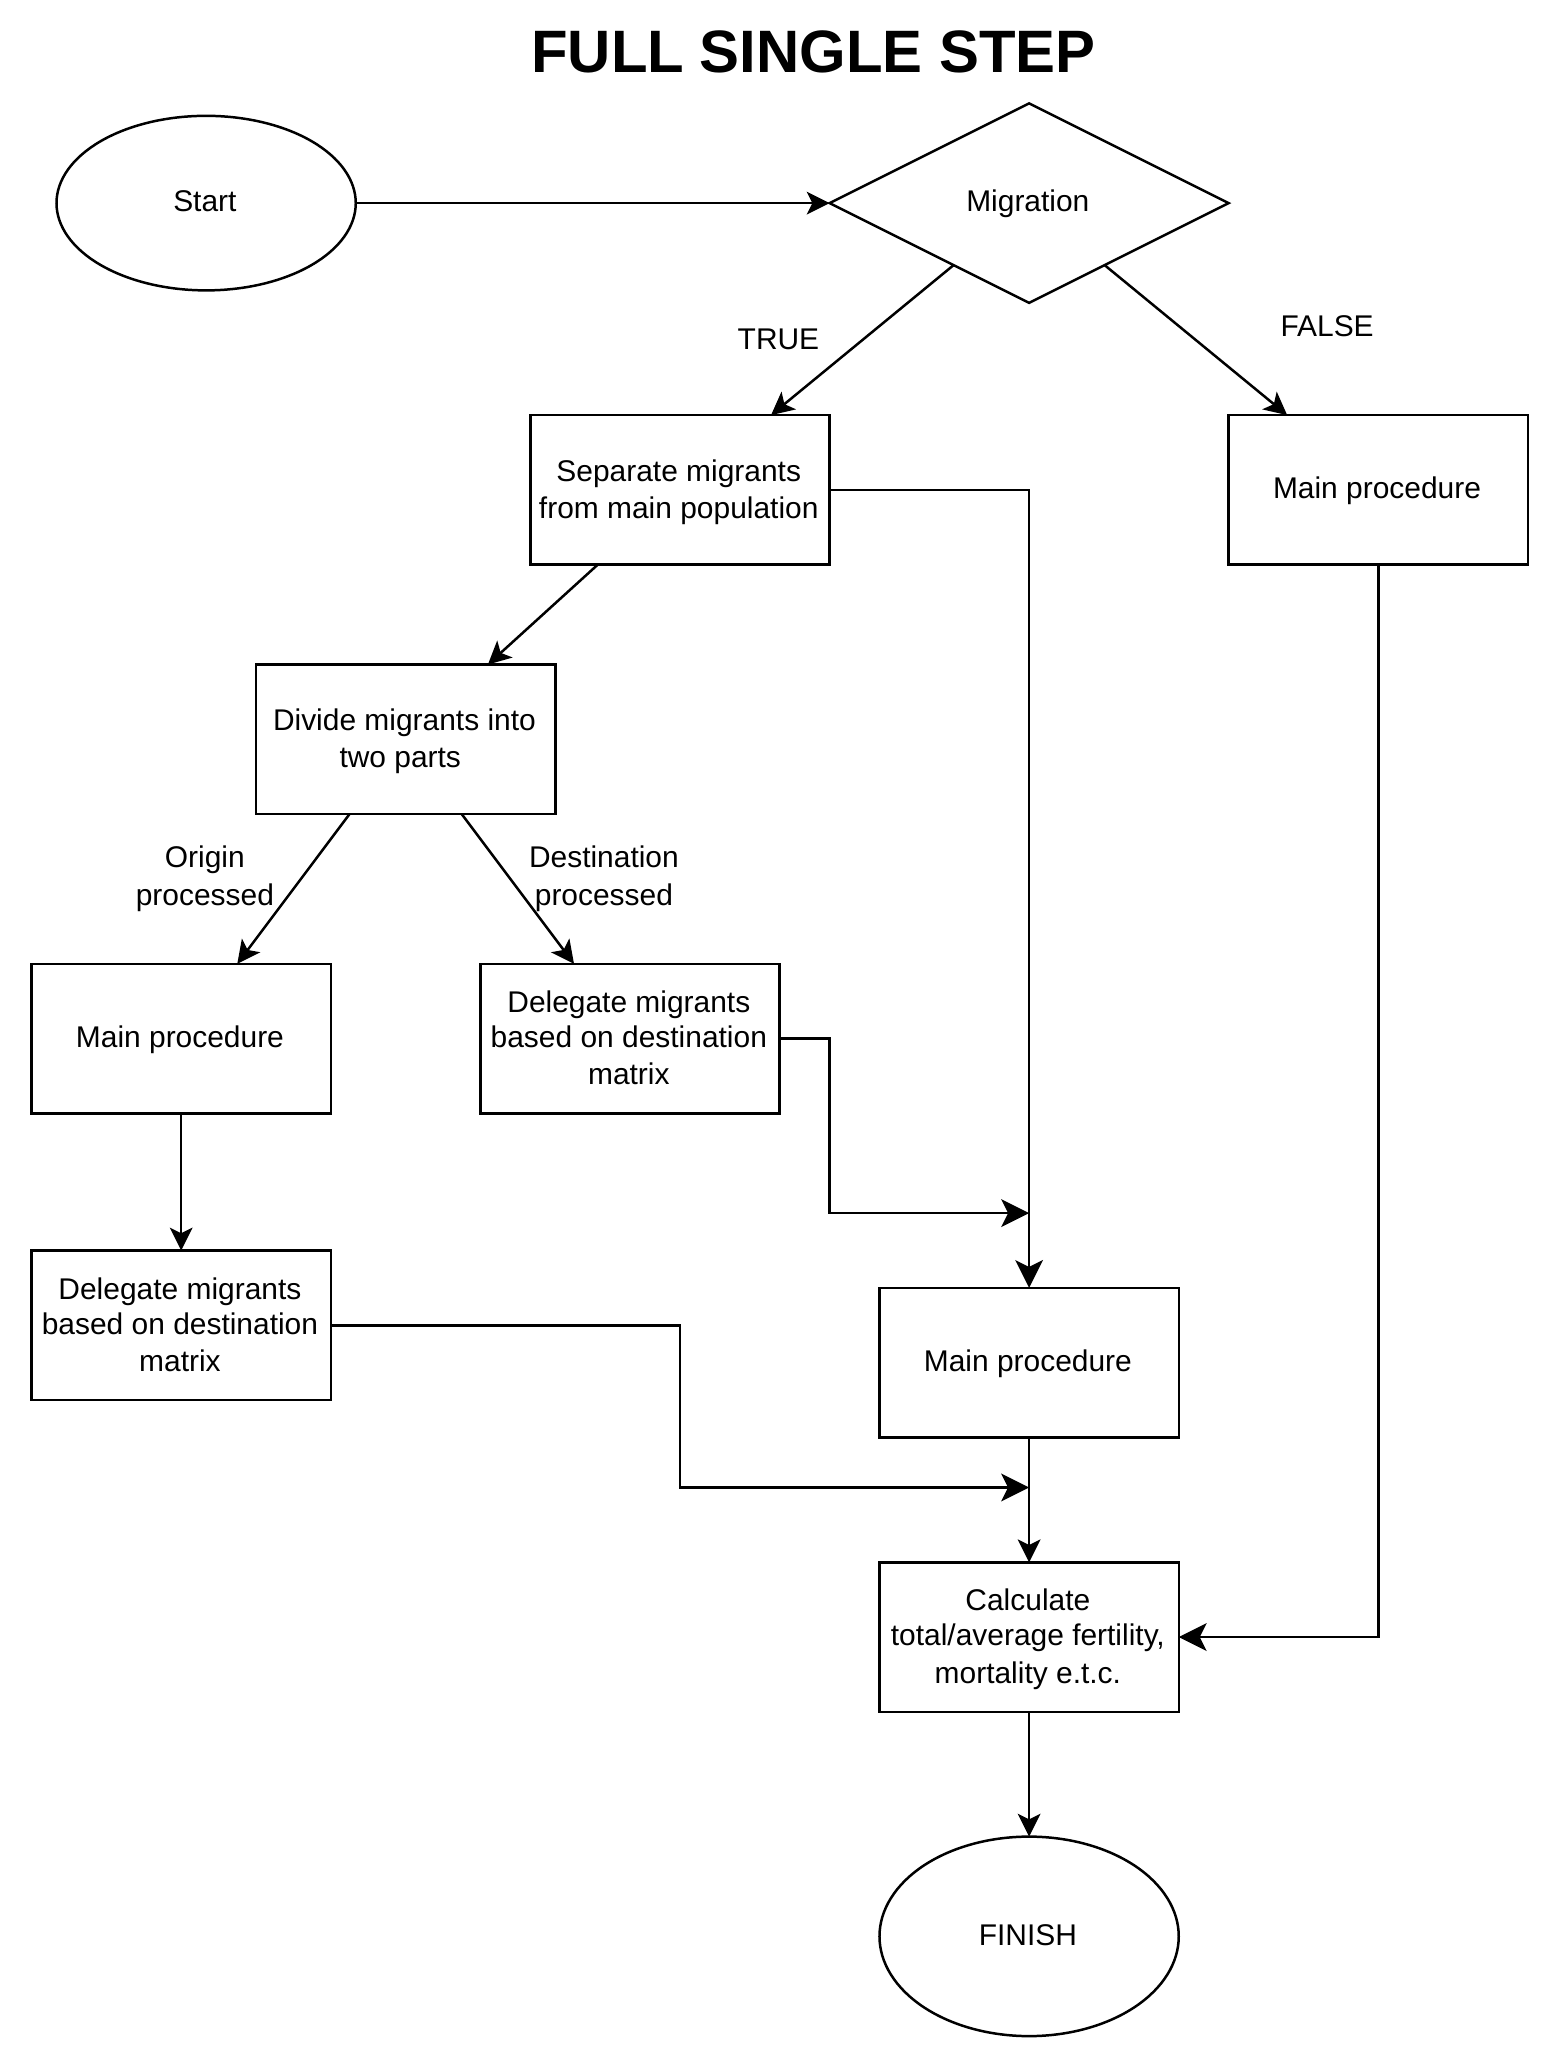 FULL SINGLE STEP
Start
Migration
TRUE
FALSE
Separate migrants
from main population
Main procedure
Divide migrants into
two parts
Origin
processed
Destination
processed
Main procedure
Delegate migrants
based on destination
matrix
Delegate migrants
based on destination
matrix
Main procedure
Calculate
total/average fertility,
mortality e.t.c.
FINISH